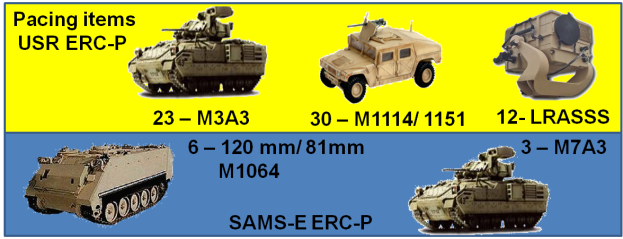 Pacing items
USR ERC-P
23 – M3A3
30 – M1114/ 1151
12- LRASSS
6 – 120 mm/ 81mm
M1064
3 – M7A3
SAMS-E ERC-P